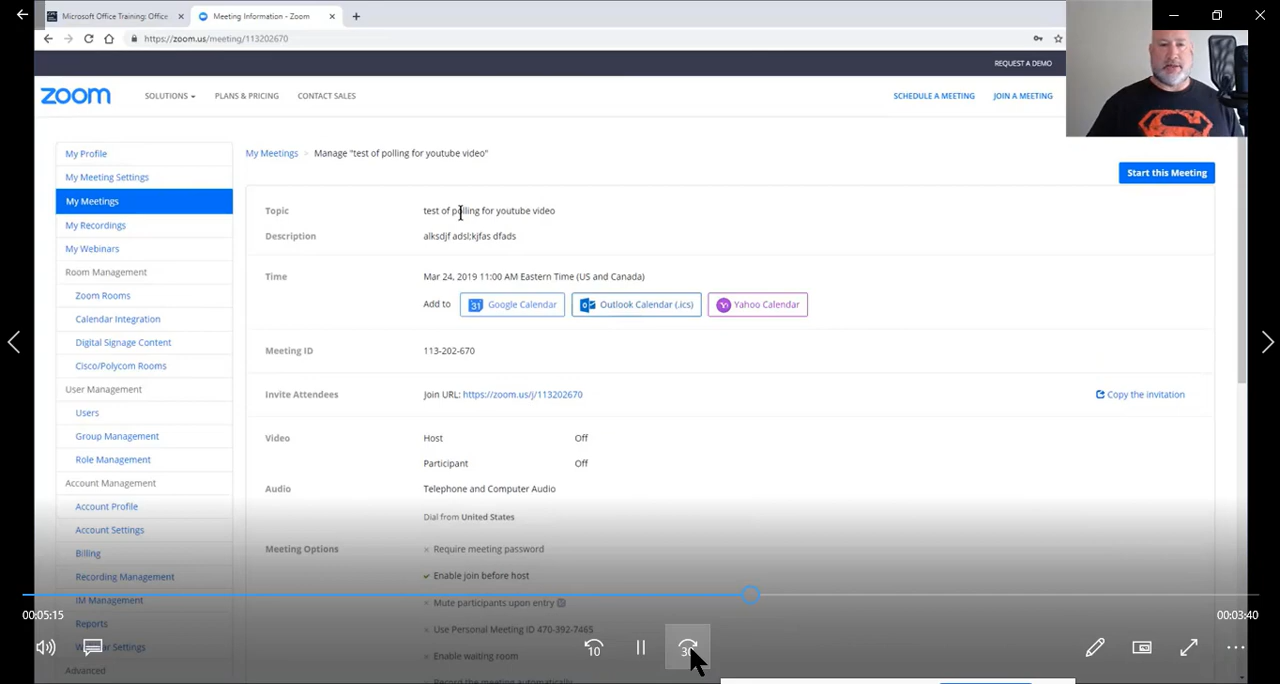 Microsoft Office Training: Office
Meeting Information - Zoom
https://zoom.us/meeting/113202670
REQUEST A DEMO
zoom
SOLUTIONS
PLANS & PRICING
CONTACT SALES
SCHEDULE A MEETING
JOIN A MEETING
My Profile
My Meeting Settings
My Meetings
My Recordings
My Webinars
Room Management
Zoom Rooms
Calendar Integration
Digital Signage Content
Cisco/Polycom Rooms
User Management
Users
Group Management
Role Management
Account Management
Account Profile
Account Settings
Billing
Recording Management
IM Management
Reports
Settings
Advanced
My Meetings > Manage "test of polling for youtube video"
Start this Meeting
Topic test of polling for youtube video
Description alksdjf adsl;kjfas dfads
Time Mar 24, 2019 11:00 AM Eastern Time (US and Canada)
Add to 31 Google Calendar Outlook Calendar (.ics) Yahoo Calendar
Meeting ID 113-202-670
Invite Attendees Join URL: https://zoom.us/j/113202670 Copy the invitation
Video Host Off
Participant Off
Audio Telephone and Computer Audio
Dial from United States
Meeting Options × Require meeting password
✓ Enable join before host
× Mute participants upon entry
× Use Personal Meeting ID 470-392-7465
× Enable waiting room
Record the meeting automatically
00:05:15
00:03:40
10
30